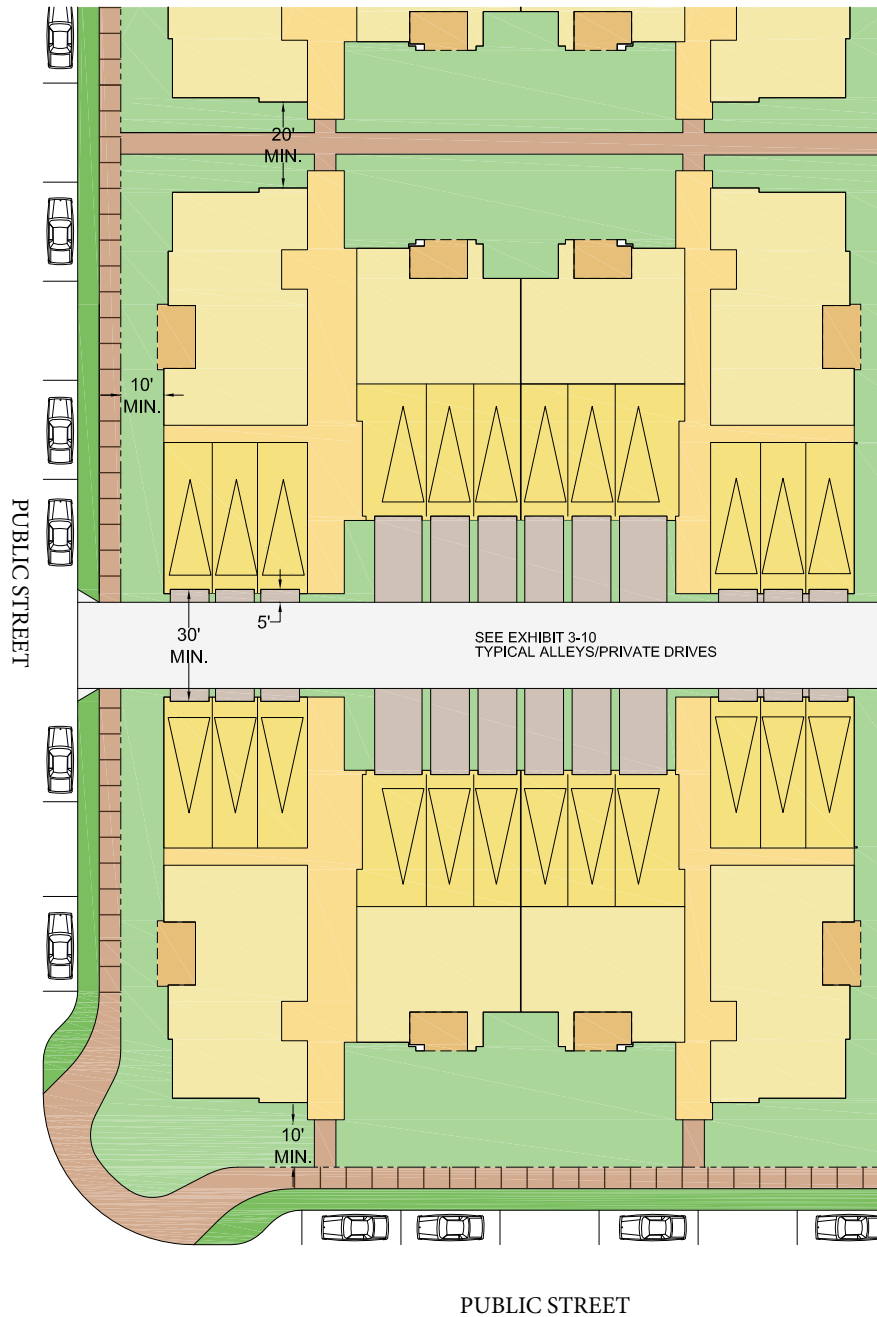 20'
MIN.
10'
MIN.
PUBLIC STREET
5'
30'
MIN.
SEE EXHIBIT 3-10
TYPICAL ALLEYS/PRIVATE DRIVES
10'
MIN.
PUBLIC STREET